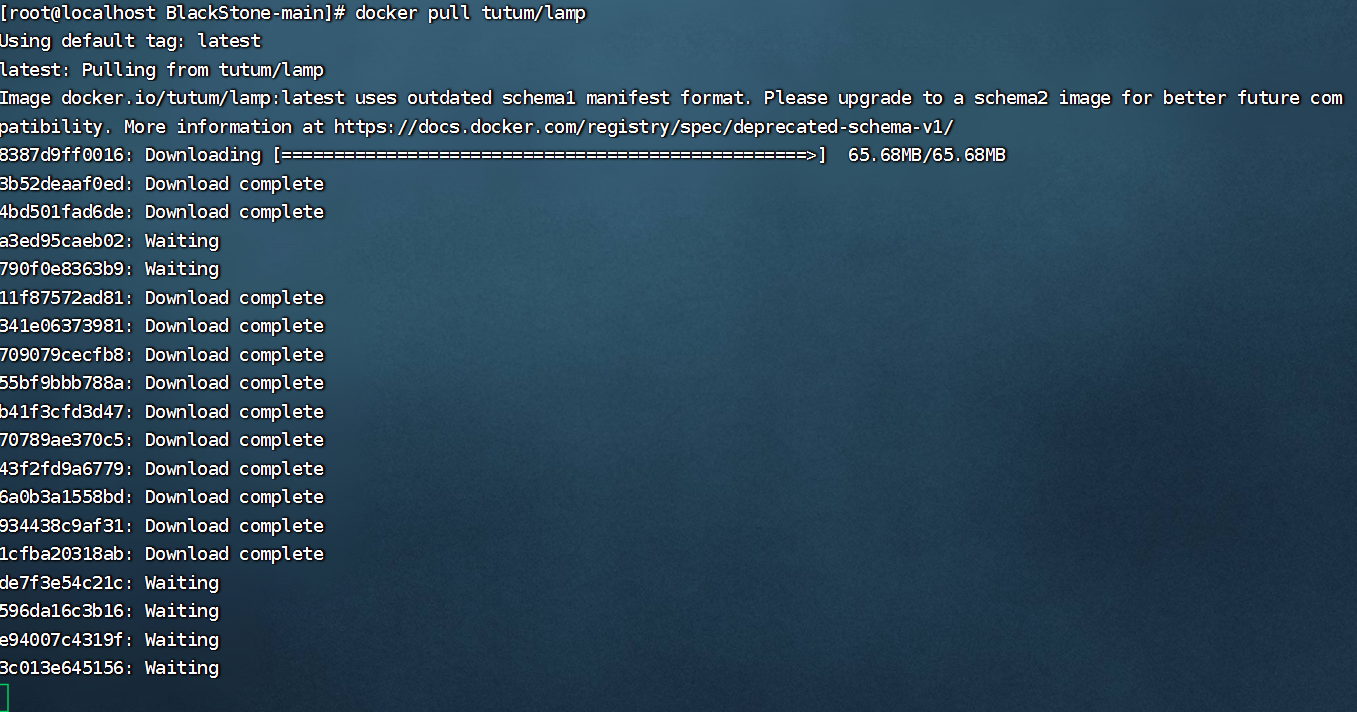 [root@localhost BlackStone-main]# docker pull tutum/lamp
Using default tag: latest
latest: Pulling from tutum/lamp
Image docker.io/tutum/lamp:latest uses outdated schema1 manifest format. Please upgrade to a schema2 image for better future com
patibility. More information at https://docs.docker.com/registry/spec/deprecated-schema-v1/
8387d9ff0016: Downloading [==================================================>]  65.68MB/65.68MB
3b52deaaf0ed: Download complete
4bd501fad6de: Download complete
a3ed95caeb02: Waiting
790f0e8363b9: Waiting
11f87572ad81: Download complete
341e06373981: Download complete
709079cecfb8: Download complete
55bf9bbb788a: Download complete
b41f3cfd3d47: Download complete
70789ae370c5: Download complete
43f2fd9a6779: Download complete
6a0b3a1558bd: Download complete
934438c9af31: Download complete
1cfba20318ab: Download complete
de7f3e54c21c: Waiting
596da16c3b16: Waiting
e94007c4319f: Waiting
3c013e645156: Waiting